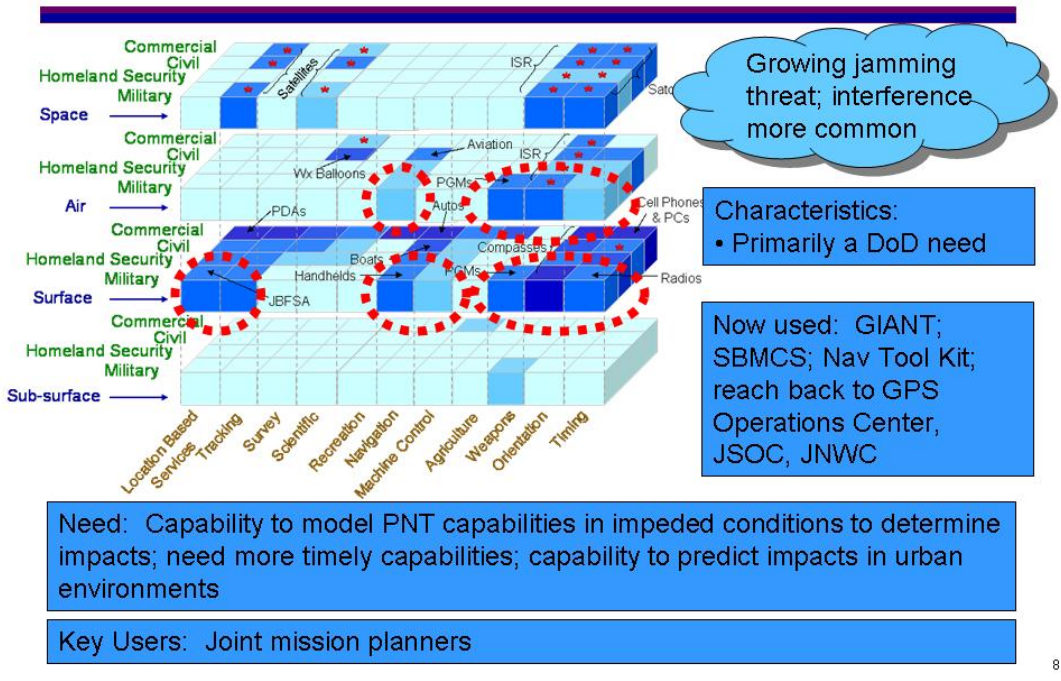 Commercial
Civil
Homeland Security
Military
Space
Satellites
ISR
Growing jamming
threat; interference
more common
Commercial
Civil
Homeland Security
Military
Air
Wx Balloons
Aviation
ISR
PGMs
Cell Phones
& PCs
Characteristics:
• Primarily a DoD need
Commercial
Civil
Homeland Security
Military
Surface
PDAs
Autos
Boats
Handhelds
Compasses
PGMs
JBFSA
Radios
Now used: GIANT;
SBMCS; Nav Tool Kit;
reach back to GPS
Operations Center,
JSOC, JNWC
Commercial
Civil
Homeland Security
Military
Sub-surface
Location Based
Services
Tracking
Survey
Scientific
Recreation
Navigation
Machine Control
Agriculture
Weapons
Orientation
Timing
Need: Capability to model PNT capabilities in impeded conditions to determine
impacts; need more timely capabilities; capability to predict impacts in urban
environments
Key Users: Joint mission planners
8